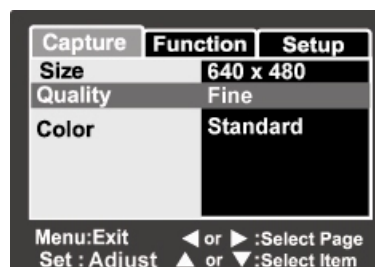 Capture Function Setup
Size 640 x 480
Quality Fine
Color Standard
Menu:Exit ◀ or ▶ :Select Page
Set : Adjust ▲ or ▼:Select Item